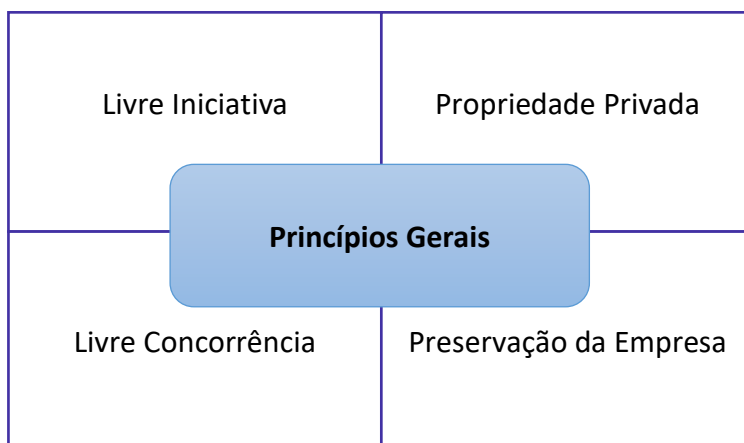 Livre Iniciativa
Propriedade Privada
Princípios Gerais
Livre Concorrência
Preservação da Empresa